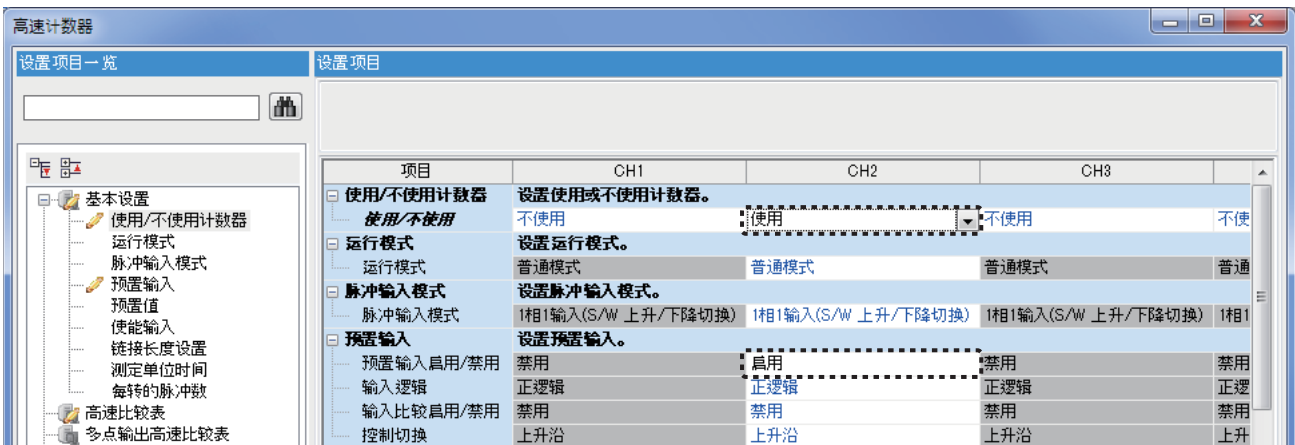 高速计数器
设置项目一览
设置项目
项目 CH1 CH2 CH3
使用/不使用计数器 设置使用或不使用计数器。
使用/不使用 不使用 使用 不使用 不使
运行模式 设置运行模式。
运行模式 普通模式 普通模式 普通模式 普通
脉冲输入模式 设置脉冲输入模式。
脉冲输入模式 1相1输入(S/W 上升/下降切换) 1相1输入(S/W 上升/下降切换) 1相1输入(S/W 上升/下降切换) 1相1
预置输入 设置预置输入。
预置输入启用/禁用 禁用 启用 禁用 禁用
输入逻辑 正逻辑 正逻辑 正逻辑 正逻
输入比较启用/禁用 禁用 禁用 禁用 禁用
控制切换 上升沿 上升沿 上升沿 上升
基本设置
使用/不使用计数器
运行模式
脉冲输入模式
预置输入
预置值
使能输入
链接长度设置
测定单位时间
每转的脉冲数
高速比较表
多点输出高速比较表